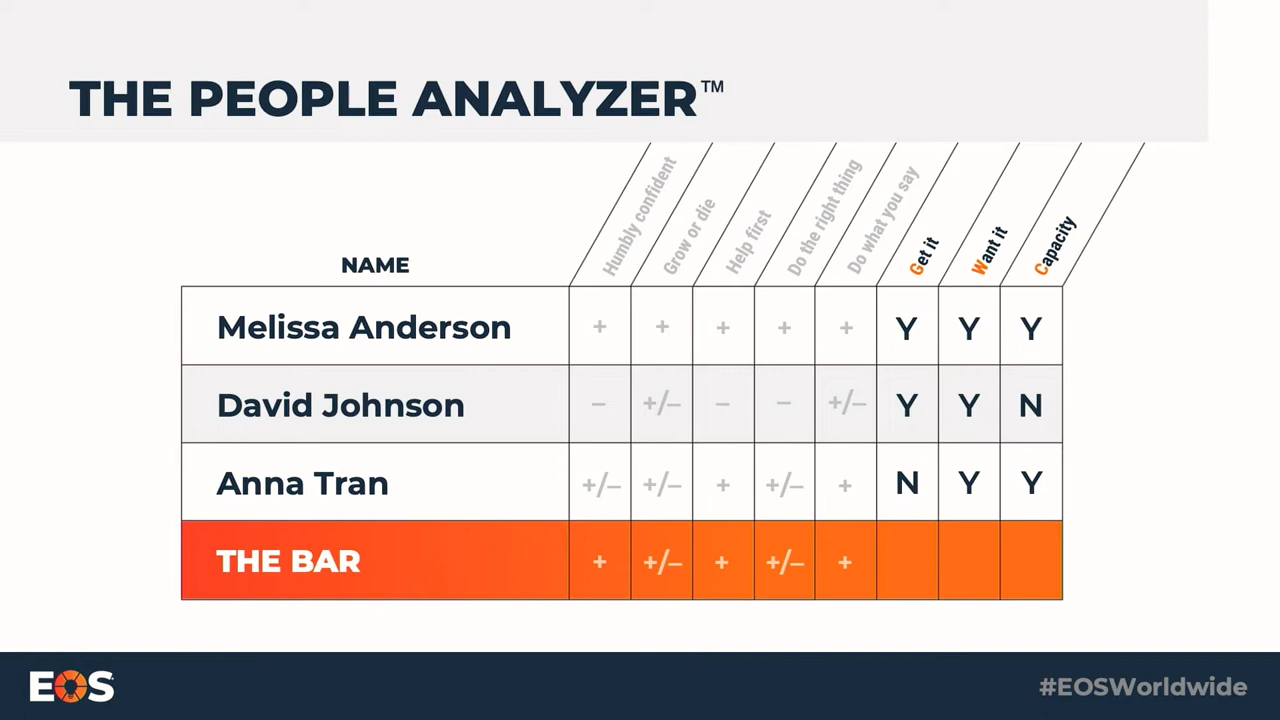 THE PEOPLE ANALYZER™
NAME
Humbly confident
Grow or die
Help first
Do the right thing
Do what you say
Get it
Want it
Capacity
Melissa Anderson + + + + + Y Y Y
David Johnson – +/– – – +/– Y Y N
Anna Tran +/– +/– + +/– + N Y Y
THE BAR + +/– + +/– +
EOS
#EOSWorldwide